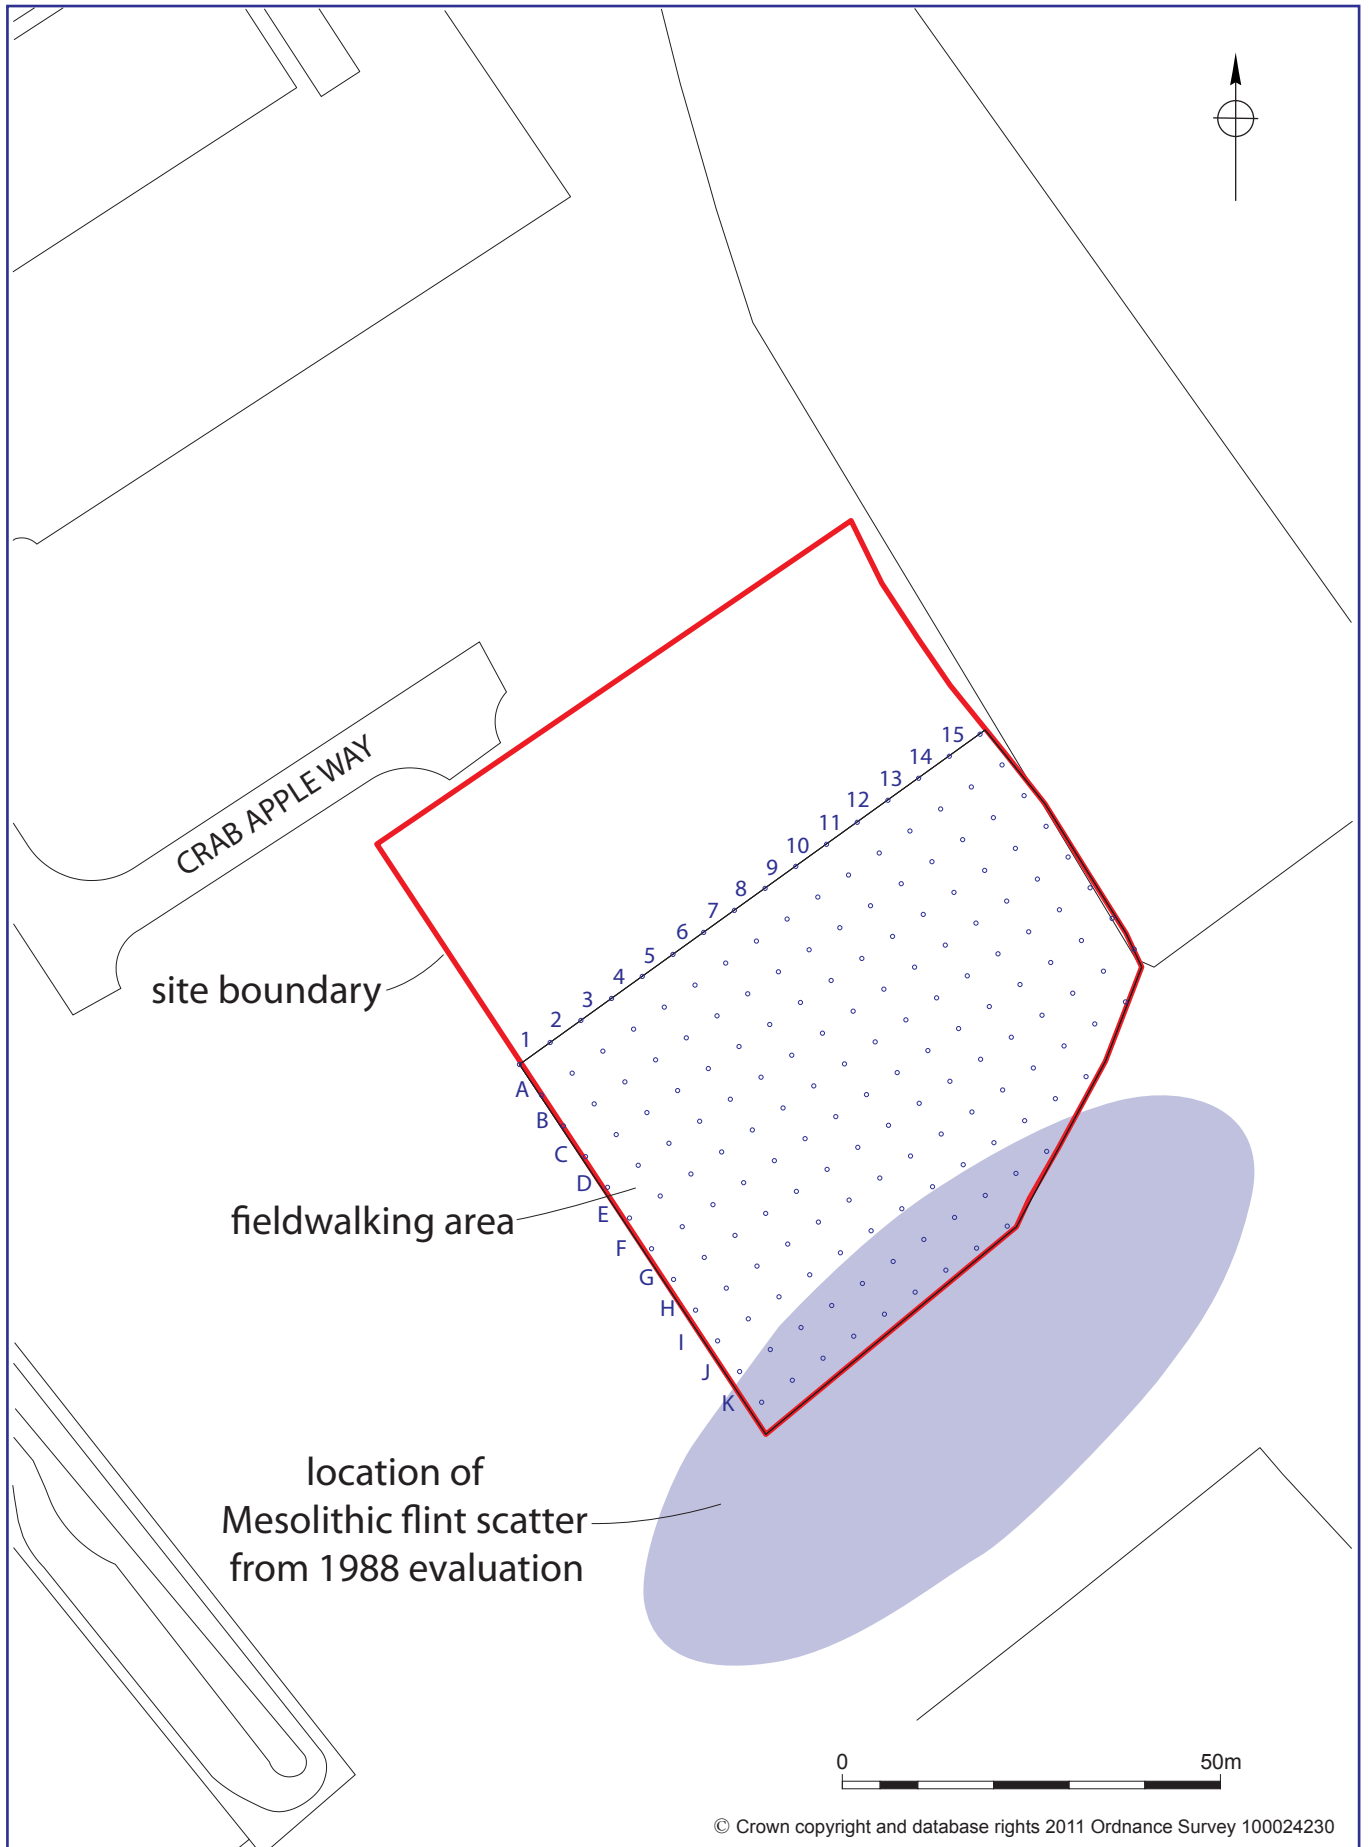 15
14
13
12
11
10
9
8
7
6
5
4
3
2
1
CRAB APPLE WAY
site boundary
A
B
C
D
E
F
G
H
I
J
K
fieldwalking area
location of
Mesolithic flint scatter
from 1988 evaluation
0 50m
© Crown copyright and database rights 2011 Ordnance Survey 100024230